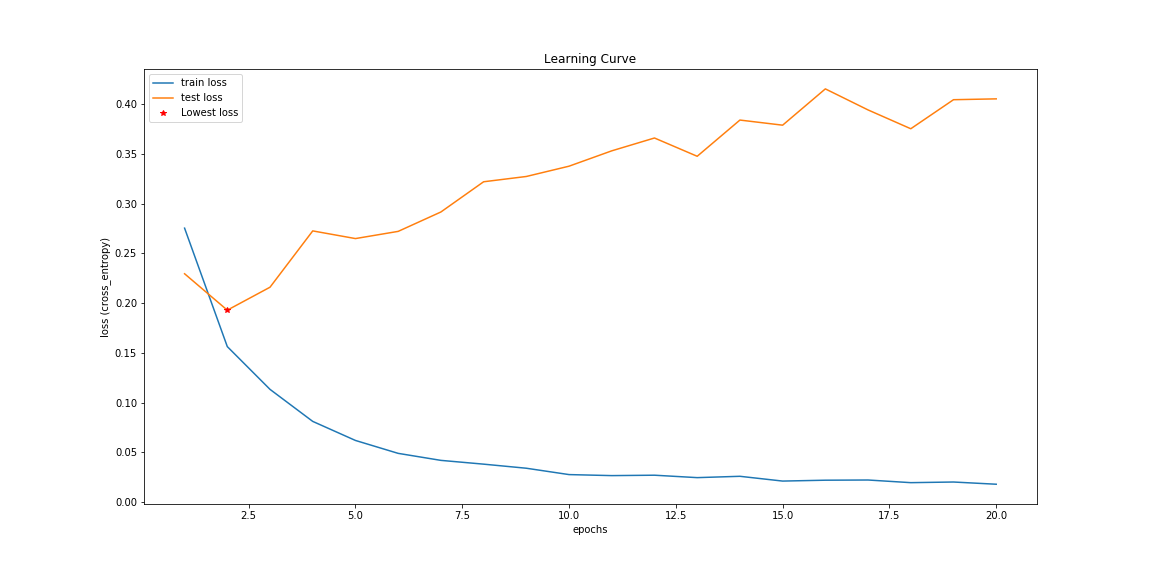 Learning Curve
train loss
test loss
Lowest loss
0.40
0.35
0.30
0.25
0.20
0.15
0.10
0.05
0.00
loss (cross_entropy)
2.5 5.0 7.5 10.0 12.5 15.0 17.5 20.0
epochs